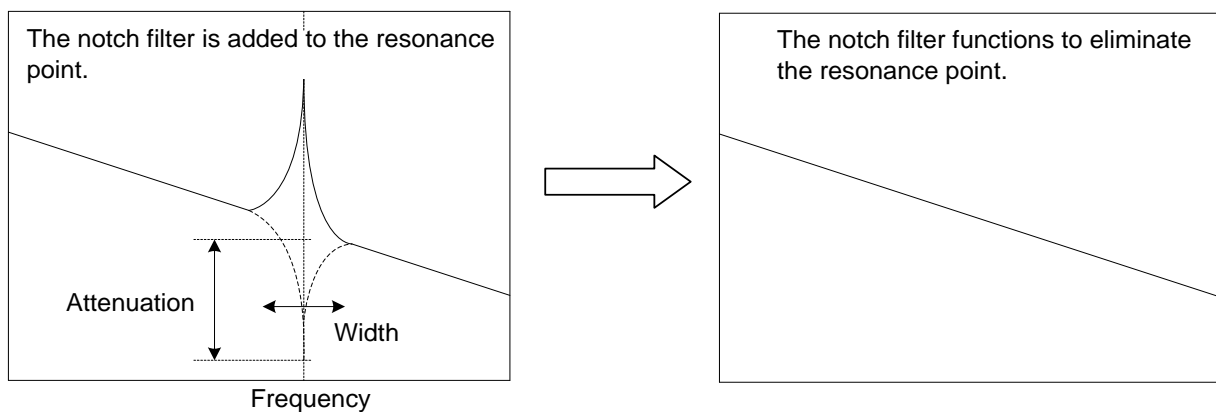 The notch filter is added to the resonance
point.
Attenuation
Width
Frequency
The notch filter functions to eliminate
the resonance point.